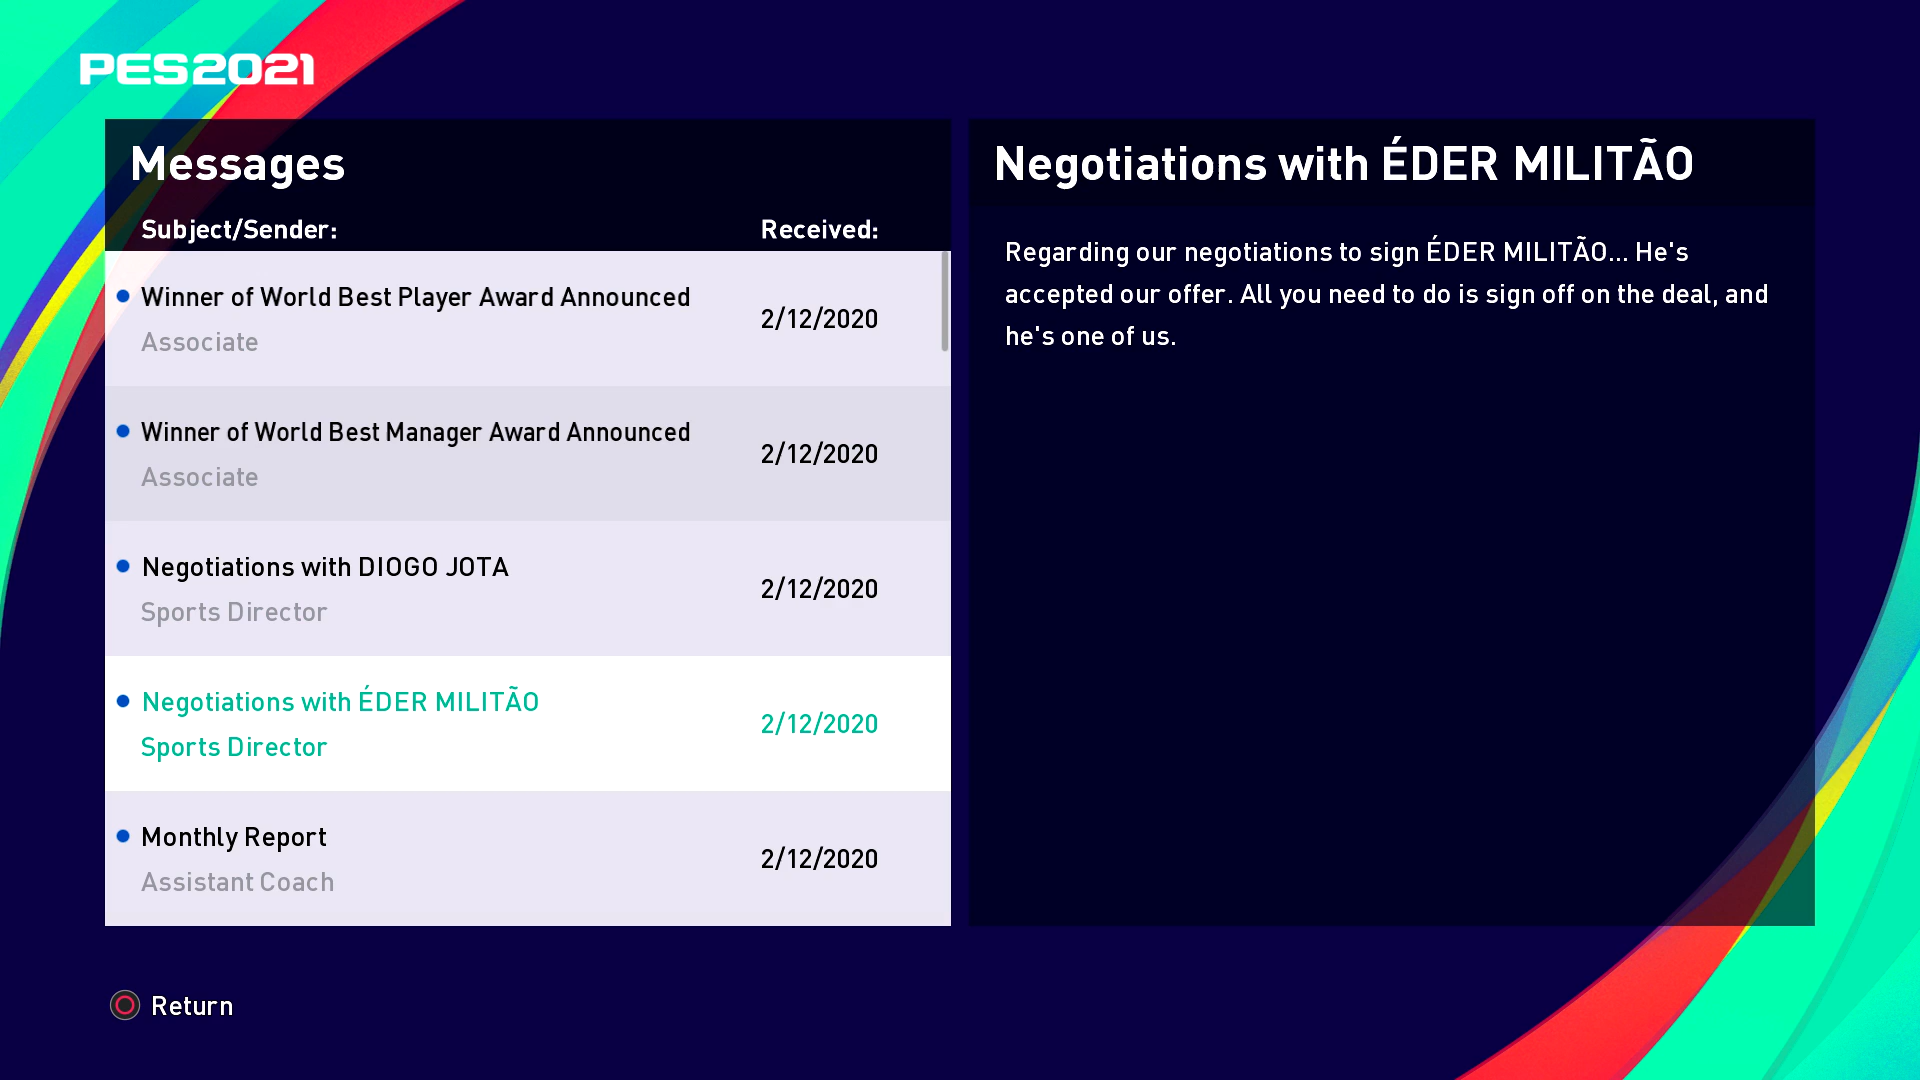 PES2021
Messages
Subject/Sender:
Received:
Winner of World Best Player Award Announced
Associate
2/12/2020
Winner of World Best Manager Award Announced
Associate
2/12/2020
Negotiations with DIOGO JOTA
Sports Director
2/12/2020
Negotiations with ÉDER MILITÃO
Sports Director
2/12/2020
Monthly Report
Assistant Coach
2/12/2020
Negotiations with ÉDER MILITÃO
Regarding our negotiations to sign ÉDER MILITÃO... He's
accepted our offer. All you need to do is sign off on the deal, and
he's one of us.
Return